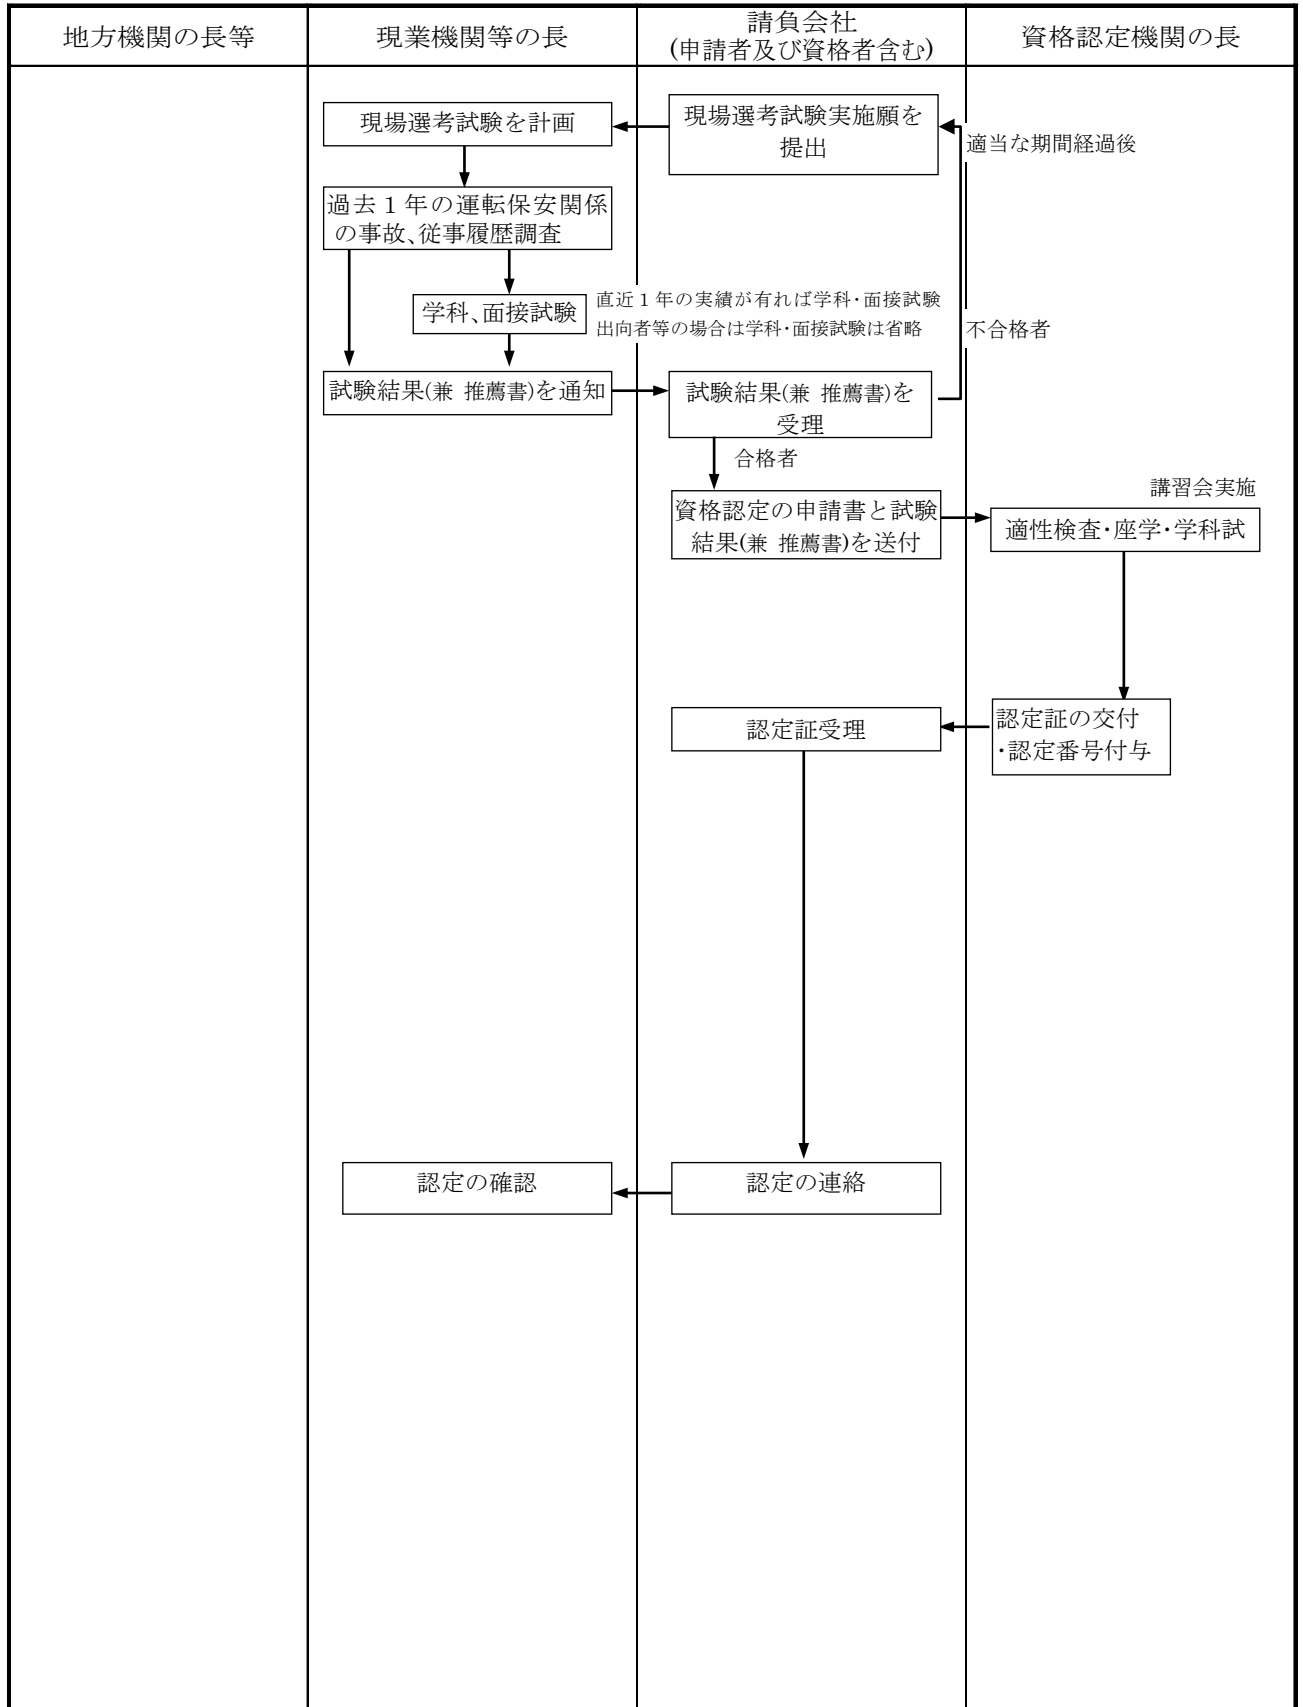 地方機関の長等
現業機関等の長
請負会社
(申請者及び資格者含む)
資格認定機関の長
現場選考試験を計画
現場選考試験実施願を
提出
適当な期間経過後
過去１年の運転保安関係
の事故、従事履歴調査
学科、面接試験
直近１年の実績が有れば学科・面接試験
出向者等の場合は学科・面接試験は省略
不合格者
試験結果(兼 推薦書)を通知
試験結果(兼 推薦書)を
受理
合格者
資格認定の申請書と試験
結果(兼 推薦書)を送付
講習会実施
適性検査・座学・学科試
認定証受理
認定証の交付
・認定番号付与
認定の確認
認定の連絡